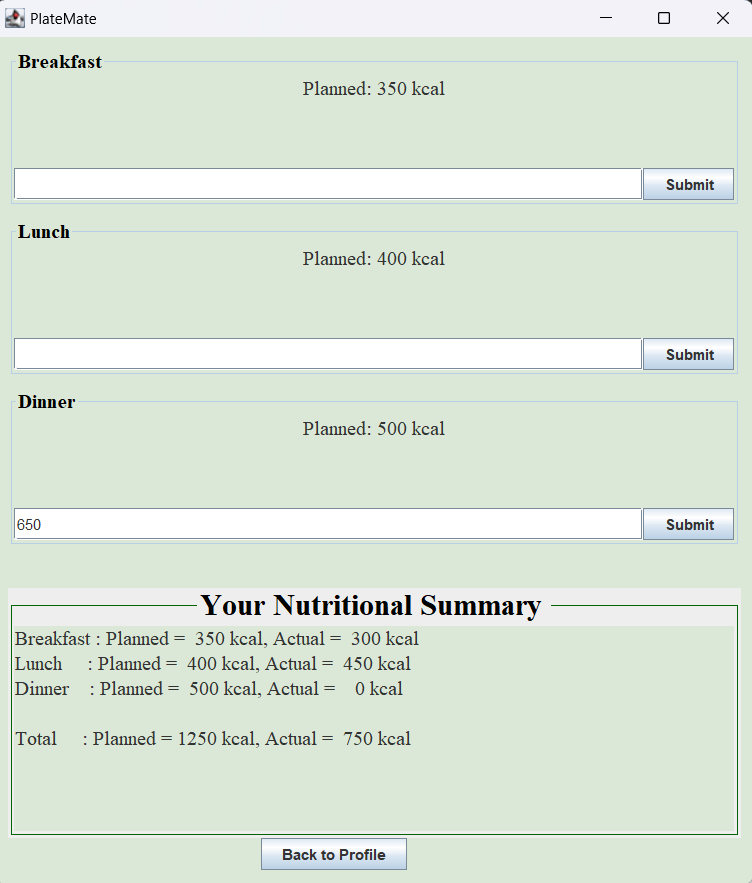 PlateMate
Breakfast
Planned: 350 kcal
Submit
Lunch
Planned: 400 kcal
Submit
Dinner
Planned: 500 kcal
650 Submit
Your Nutritional Summary
Breakfast : Planned =  350 kcal, Actual =  300 kcal
Lunch     : Planned =  400 kcal, Actual =  450 kcal
Dinner    : Planned =  500 kcal, Actual =    0 kcal
Total     : Planned = 1250 kcal, Actual =  750 kcal
Back to Profile